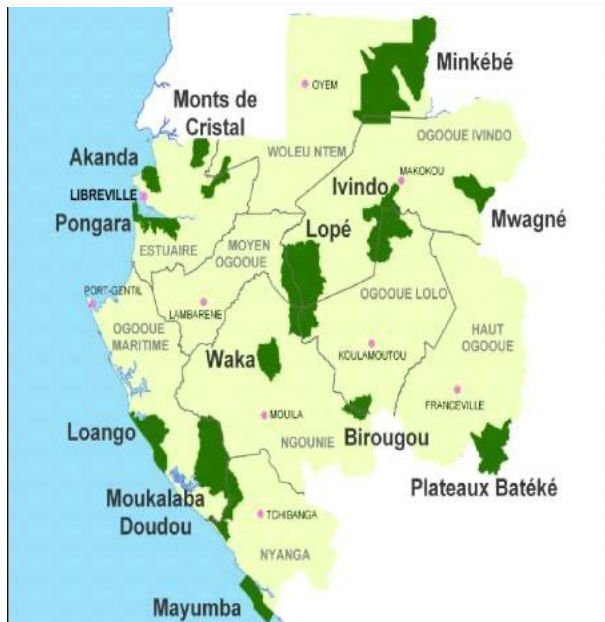 Minkébé
OYEM
Monts de
Cristal
OGOOUE IVINDO
WOLEU NTEM
Akanda
Ivindo
MAKOKOU
LIBREVILLE
Mwagné
Pongara
Lopé
ESTUAIRE
MOYEN
OGOOUE
PORT-GENTIL
OGOOUE LOLO
LAMBARENE
OGOOUE
MARITIME
HAUT
OGOOUE
KOULAMOUTOU
Waka
FRANCEVILLE
MOUILA
Loango
Birougou
NGOUNIE
Plateaux Batéké
Moukalaba
Doudou
TCHIBANGA
NYANGA
Mayumba